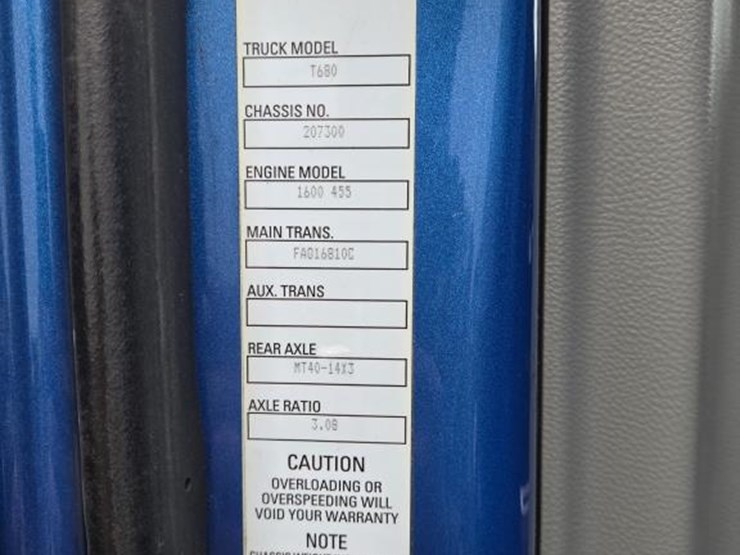 TRUCK MODEL
T680
CHASSIS NO.
207300
ENGINE MODEL
1600 455
MAIN TRANS.
FAO16810C
AUX. TRANS
REAR AXLE
MT40-14X3
AXLE RATIO
3.08
CAUTION
OVERLOADING OR
OVERSPEEDING WILL
VOID YOUR WARRANTY
NOTE